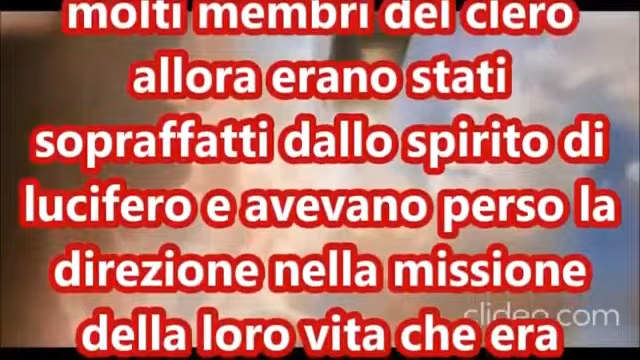 molti membri del clero
allora erano stati
sopraffatti dallo spirito di
lucifero e avevano perso la
direzione nella missione
della loro vita che era
clideo.com